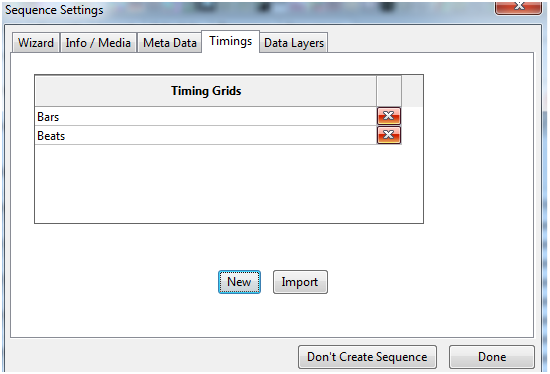 Sequence Settings
Wizard Info / Media Meta Data Timings Data Layers
Timing Grids
Bars
Beats
New Import
Don't Create Sequence Done